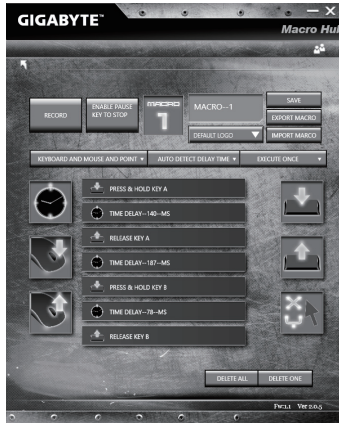 GIGABYTE™
Macro Hub
RECORD
ENABLE PAUSE
KEY TO STOP
MACRO
1
MACRO--1
DEFAULT LOGO
SAVE
EXPORT MACRO
IMPORT MARCO
KEYBOARD AND MOUSE AND POINT
AUTO DETECT DELAY TIME
EXECUTE ONCE
PRESS & HOLD KEY A
TIME DELAY--140--MS
RELEASE KEY A
TIME DELAY--187--MS
PRESS & HOLD KEY B
TIME DELAY--78--MS
RELEASE KEY B
DELETE ALL
DELETE ONE
Fw:1.1 Ver 2.0.5